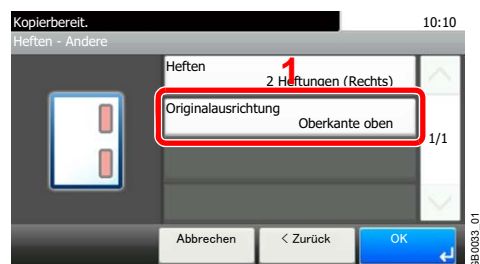 Kopierbereit. 10:10
Heften - Andere
Heften
1
2 Heftungen (Rechts)
Originalausrichtung
Oberkante oben
1/1
Abbrechen < Zurück OK
GB0033_01